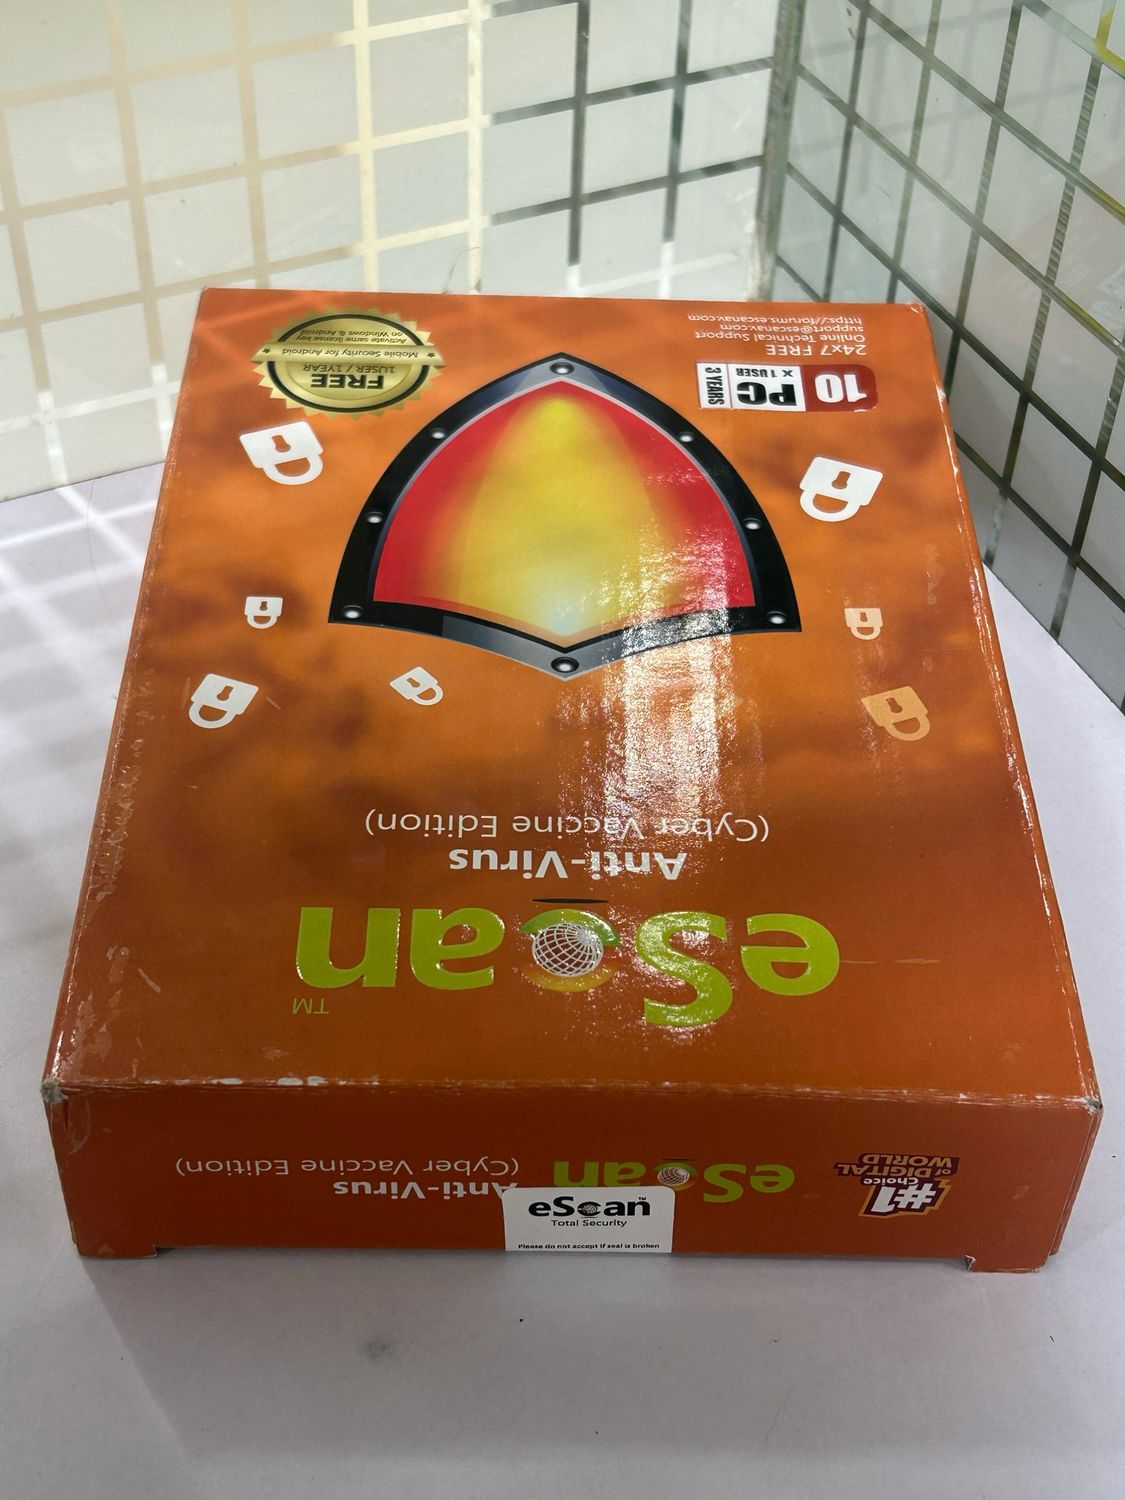 eScan™
Anti-Virus
(Cyber Vaccine Edition)
10 PC
x 1 USER
3 YEARS
24x7 FREE
Online Technical Support
support@escanav.com
https://forums.escanav.com
FREE
1USER / 1YEAR
Mobile Security for Android
Activate same license key
on Windows & Android
#1
Choice
of DIGITAL
WORLD
eScan
Anti-Virus
(Cyber Vaccine Edition)
eScan™
Total Security
Please do not accept if seal is broken